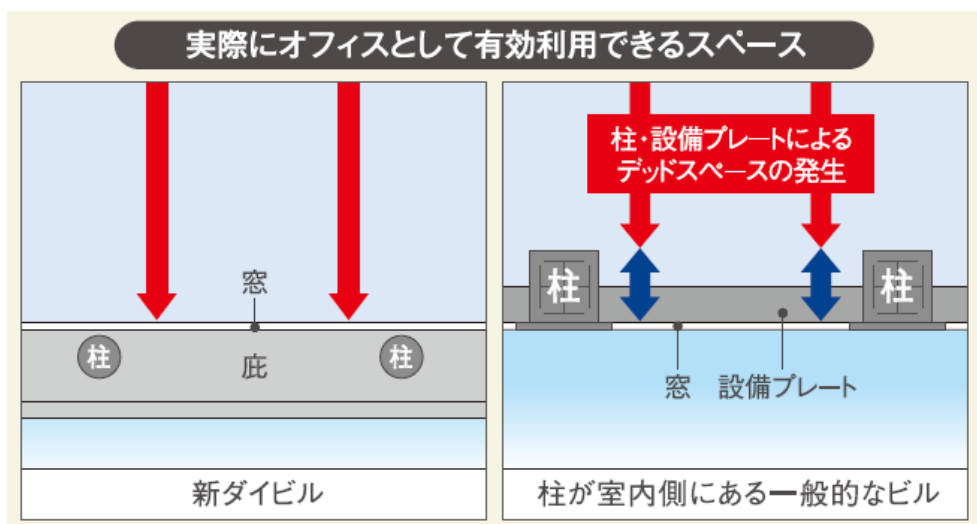 実際にオフィスとして有効利用できるスペース
窓
柱
庇
柱
新ダイビル
柱・設備プレートによる
デッドスペースの発生
柱
柱
窓
設備プレート
柱が室内側にある一般的なビル